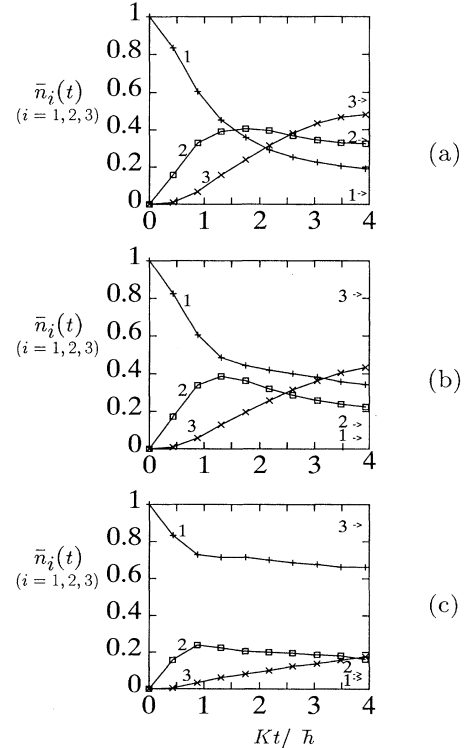 1
0.8
0.6
0.4
0.2
0
n̄ᵢ(t)
(i = 1, 2, 3)
1
2
3
3->
2->
1->
0 1 2 3 4
(a)
1
0.8
0.6
0.4
0.2
0
n̄ᵢ(t)
(i = 1, 2, 3)
1
2
3
3 ->
2 ->
1 ->
0 1 2 3 4
(b)
1
0.8
0.6
0.4
0.2
0
n̄ᵢ(t)
(i = 1, 2, 3)
1
2
3
3 ->
2 ->
1->
0 1 2 3 4
(c)
Kt/ ħ